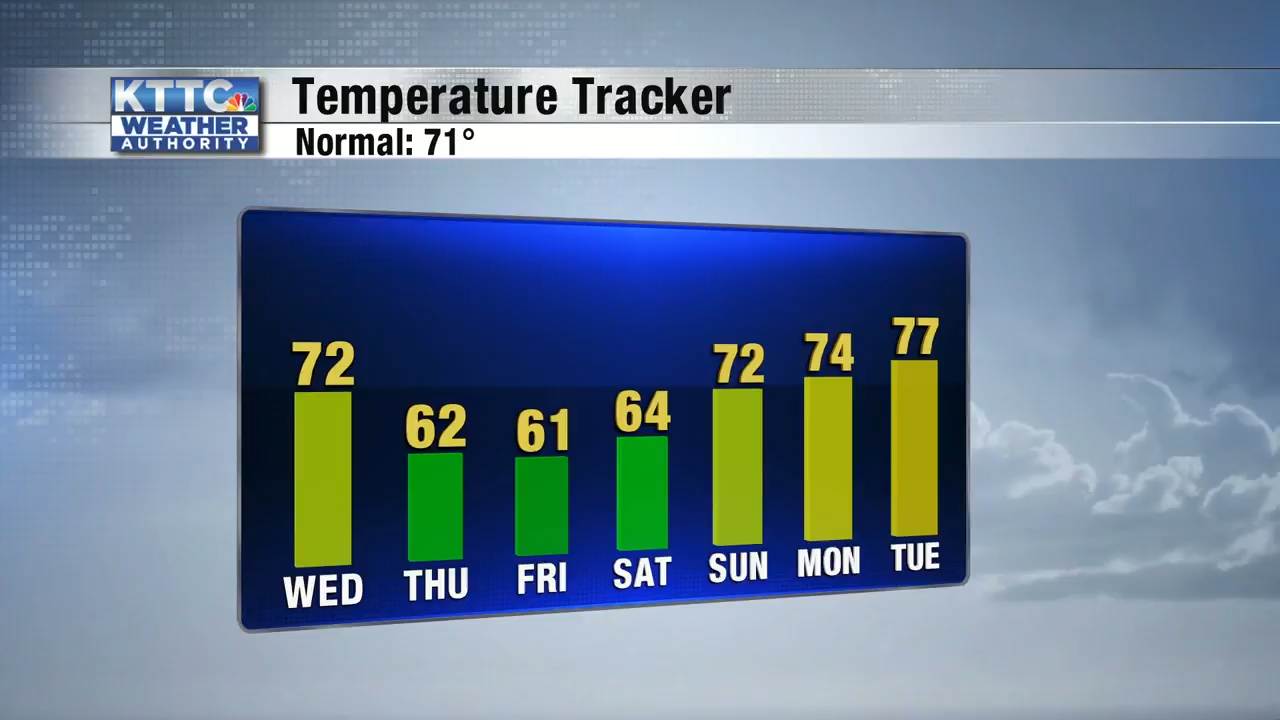 KTTC
WEATHER
AUTHORITY
Temperature Tracker
Normal: 71°
72 62 61 64 72 74 77
WED THU FRI SAT SUN MON TUE